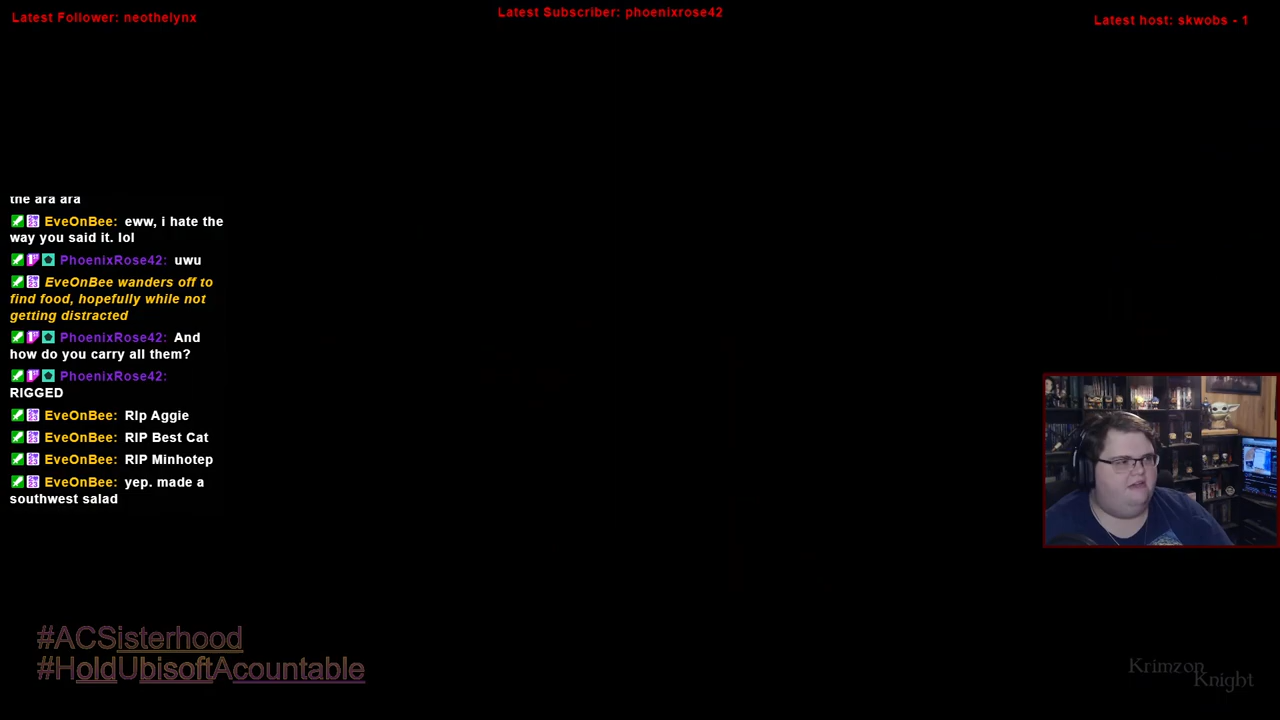 Latest Follower: neothelynx
Latest Subscriber: phoenixrose42
Latest host: skwobs - 1
the ara ara
EveOnBee: eww, i hate the
way you said it. lol
PhoenixRose42: uwu
EveOnBee wanders off to
find food, hopefully while not
getting distracted
PhoenixRose42: And
how do you carry all them?
PhoenixRose42:
RIGGED
EveOnBee: RIp Aggie
EveOnBee: RIP Best Cat
EveOnBee: RIP Minhotep
EveOnBee: yep. made a
southwest salad
#ACSisterhood
#HoldUbisoftAcountable
Krimzon
Knight